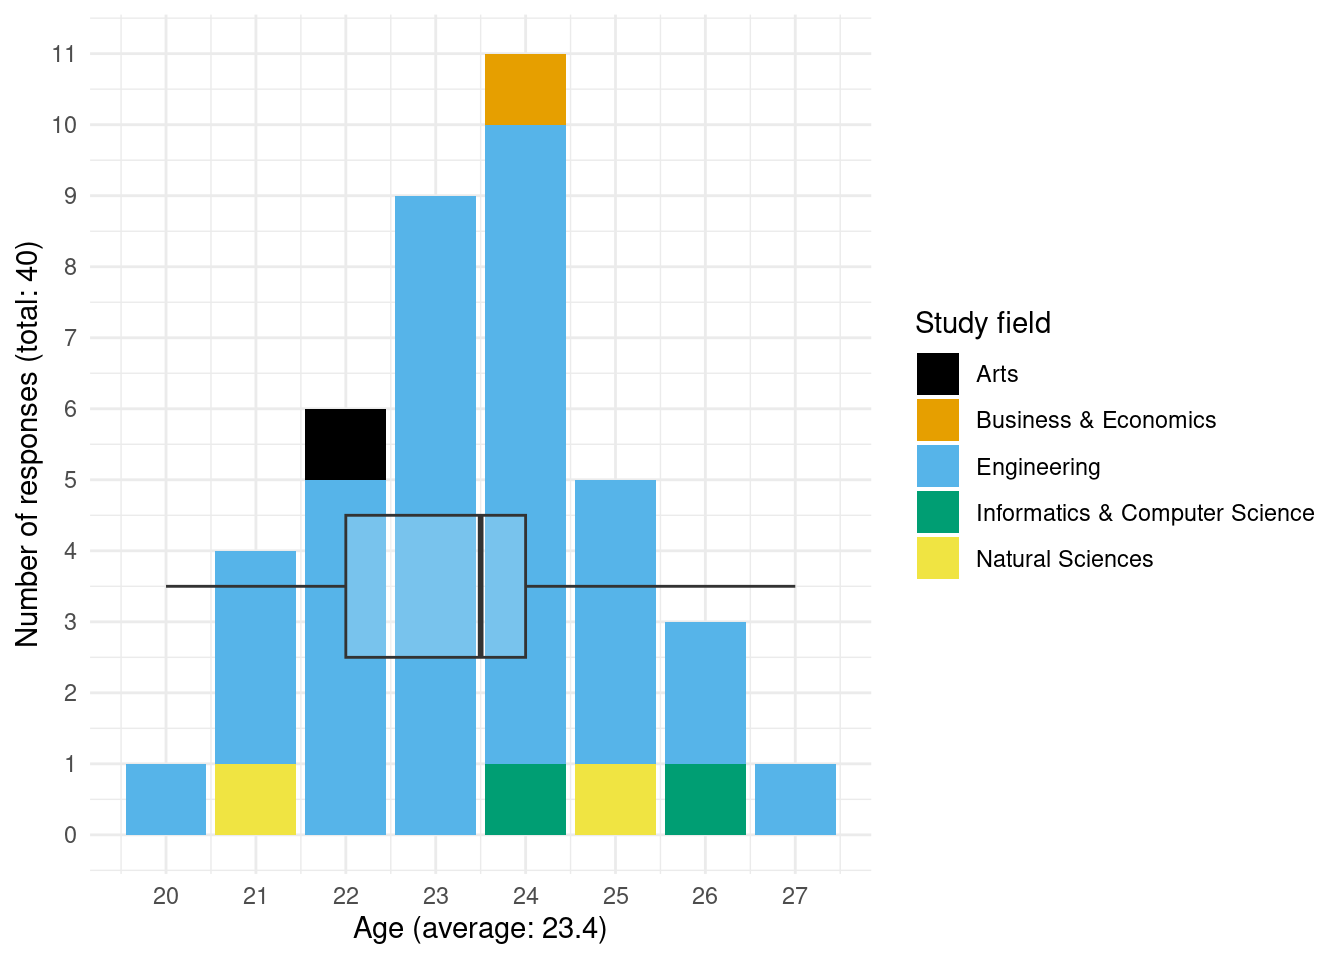 Number of responses (total: 40)
11
10
9
8
7
6
5
4
3
2
1
0
20 21 22 23 24 25 26 27
Age (average: 23.4)
Study field
Arts
Business & Economics
Engineering
Informatics & Computer Science
Natural Sciences